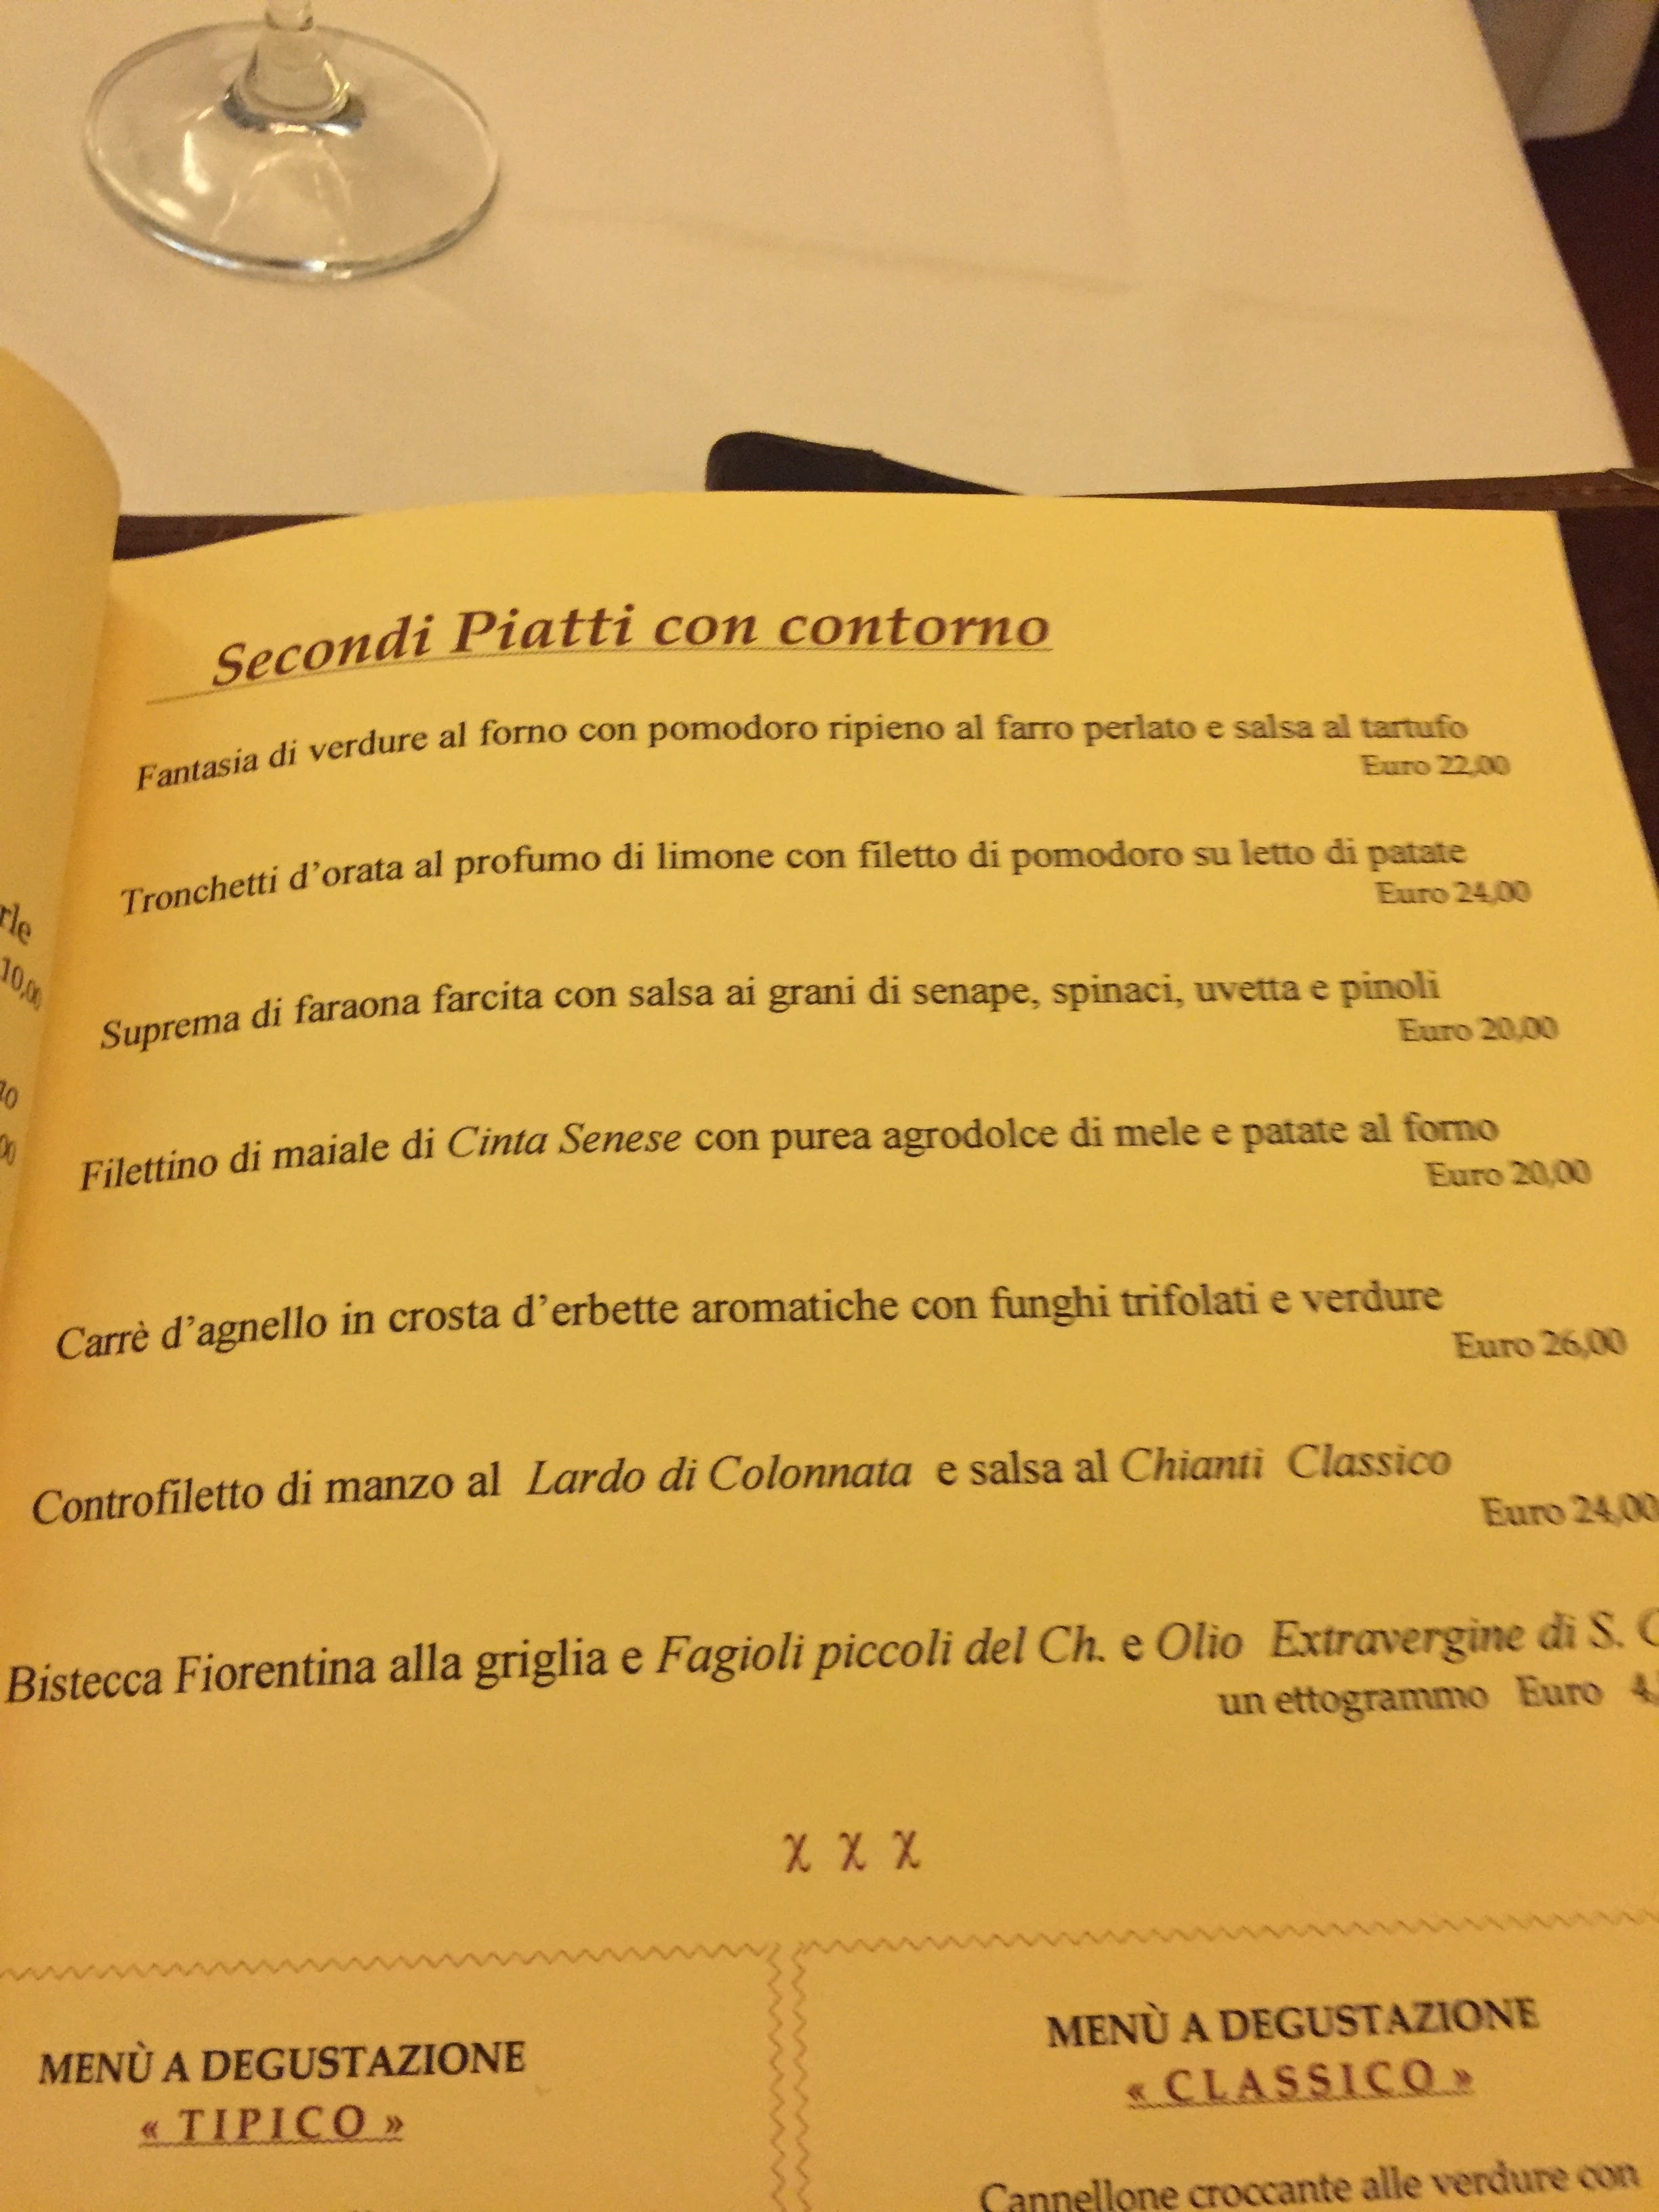 Secondi Piatti con contorno
Fantasia di verdure al forno con pomodoro ripieno al farro perlato e salsa al tartufo
Euro 22,00
Tronchetti d'orata al profumo di limone con filetto di pomodoro su letto di patate
Euro 24,00
Suprema di faraona farcita con salsa ai grani di senape, spinaci, uvetta e pinoli
Euro 20,00
Filettino di maiale di Cinta Senese con purea agrodolce di mele e patate al forno
Euro 20,00
Carrè d'agnello in crosta d'erbette aromatiche con funghi trifolati e verdure
Euro 26,00
Controfiletto di manzo al Lardo di Colonnata e salsa al Chianti Classico
Euro 24,00
Bistecca Fiorentina alla griglia e Fagioli piccoli del Ch. e Olio Extravergine di S.
un ettogrammo Euro 4,
χ χ χ
MENÙ A DEGUSTAZIONE
« TIPICO »
MENÙ A DEGUSTAZIONE
« CLASSICO »
Cannellone croccante alle verdure con